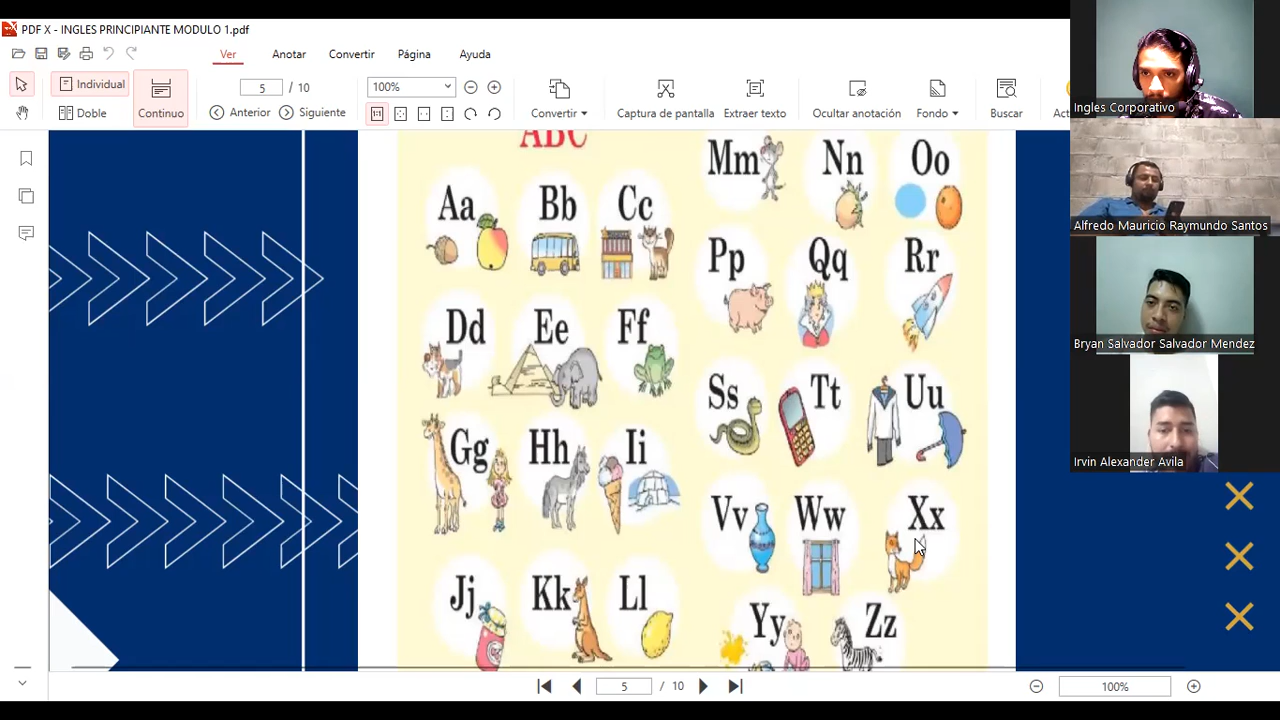 PDF X - INGLES PRINCIPIANTE MODULO 1.pdf
Ver Anotar Convertir Página Ayuda
Individual
Doble
Continuo
5 / 10
Anterior Siguiente
100%
Convertir
Captura de pantalla
Extraer texto
Ocultar anotación
Fondo
Buscar
ABC
Aa Bb Cc
Dd Ee Ff
Gg Hh Ii
Jj Kk Ll
Mm Nn Oo
Pp Qq Rr
Ss Tt Uu
Vv Ww Xx
Yy Zz
Ingles Corporativo
Alfredo Mauricio Raymundo Santos
Bryan Salvador Salvador Mendez
Irvin Alexander Avila
5 / 10
100%